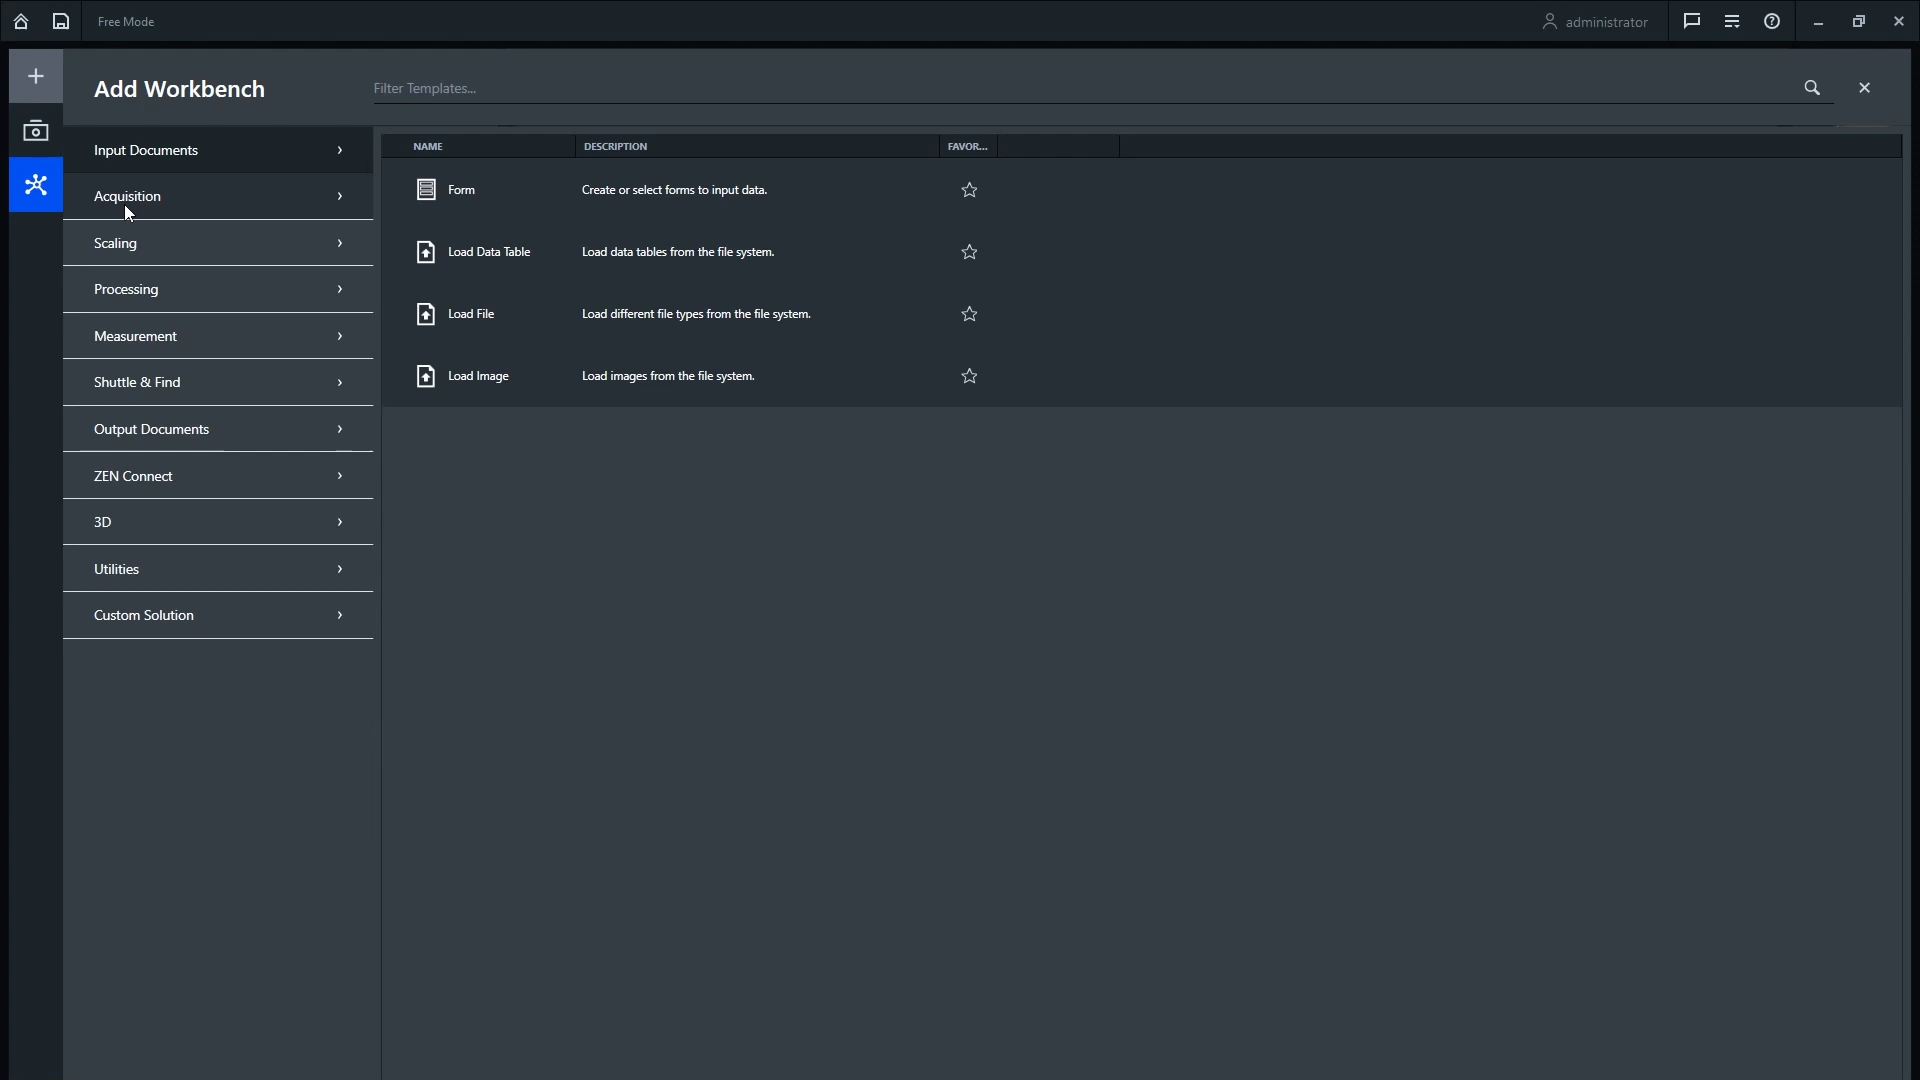 Free Mode
administrator
Add Workbench
Filter Templates...
Input Documents
Acquisition
Scaling
Processing
Measurement
Shuttle & Find
Output Documents
ZEN Connect
3D
Utilities
Custom Solution
NAME DESCRIPTION FAVOR...
Form Create or select forms to input data.
Load Data Table Load data tables from the file system.
Load File Load different file types from the file system.
Load Image Load images from the file system.